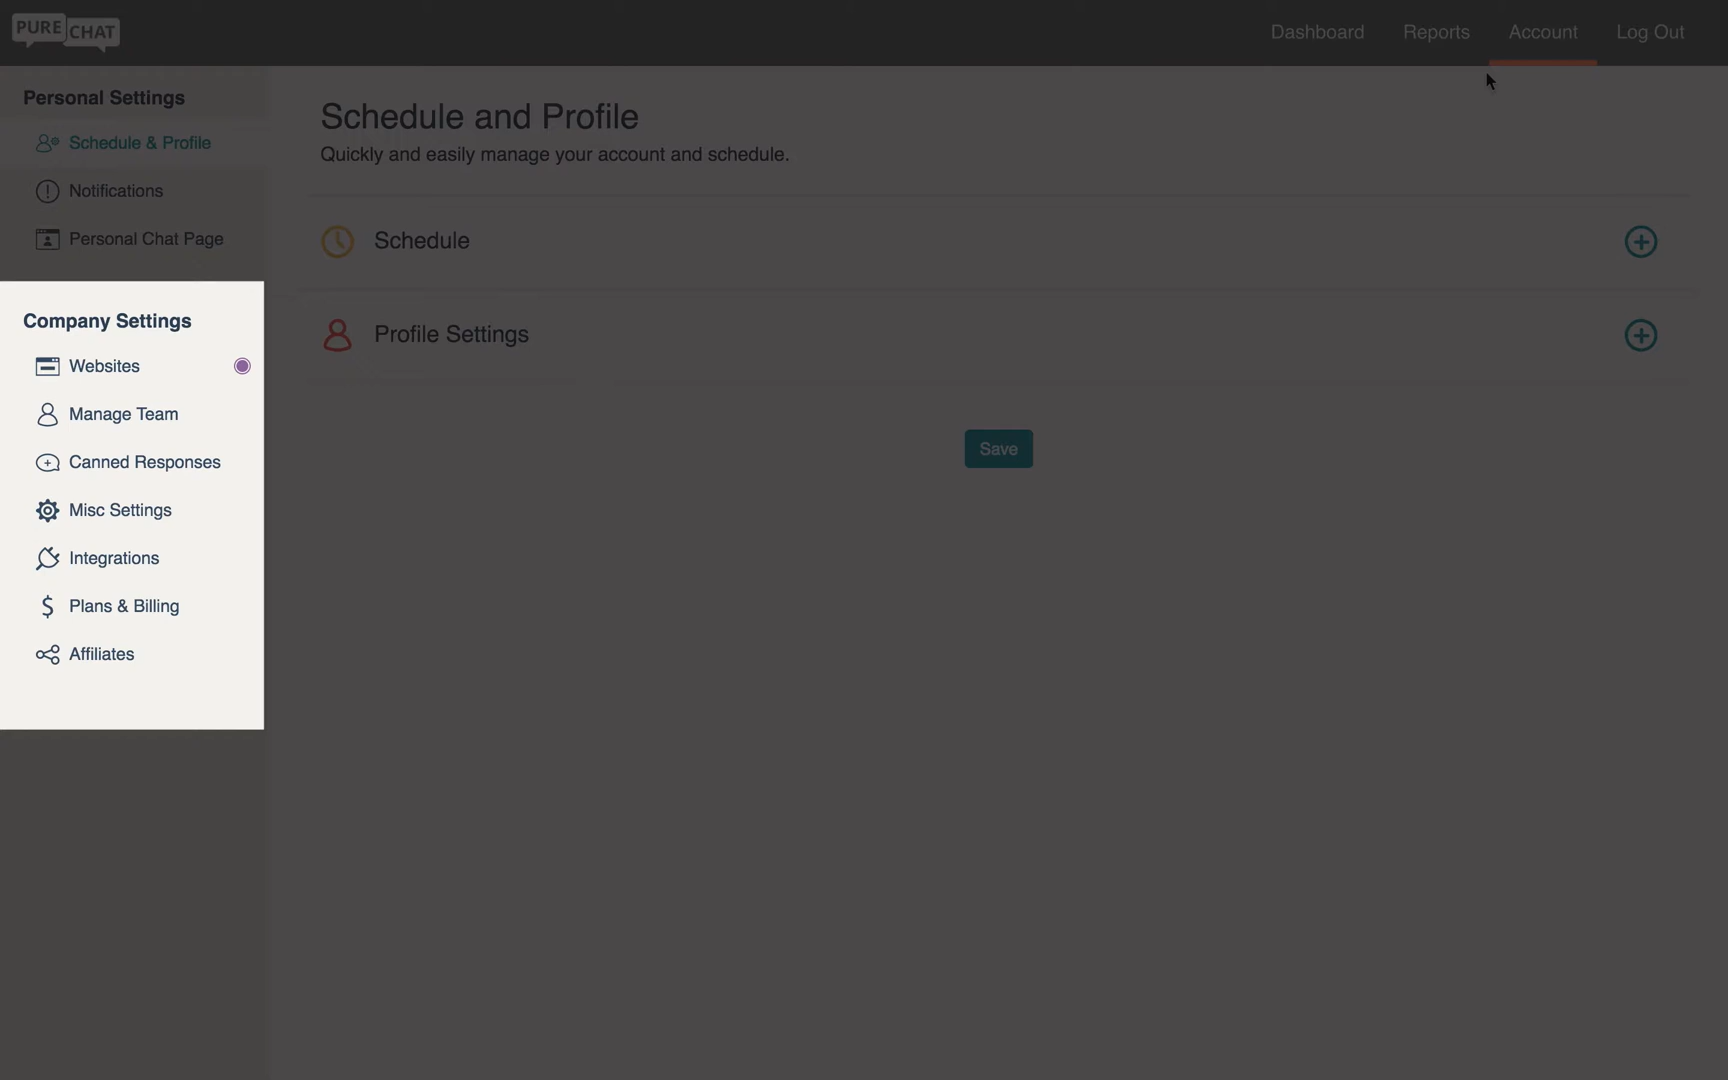 PURE CHAT
Dashboard
Reports
Account
Log Out
Personal Settings
Schedule & Profile
Notifications
Personal Chat Page
Company Settings
Websites
Manage Team
Canned Responses
Misc Settings
Integrations
Plans & Billing
Affiliates
Schedule and Profile
Quickly and easily manage your account and schedule.
Schedule
Profile Settings
Save